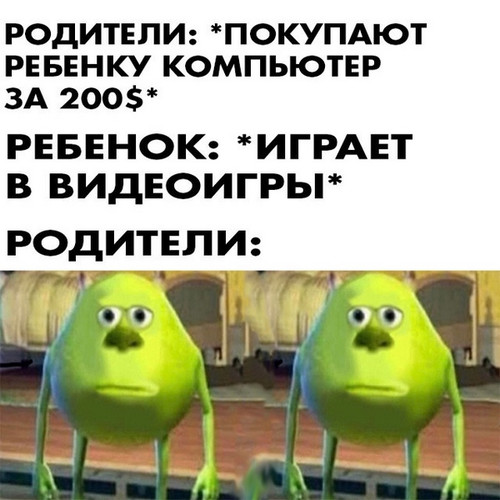 РОДИТЕЛИ: *ПОКУПАЮТ
РЕБЕНКУ КОМПЬЮТЕР
ЗА 200$*
РЕБЕНОК: *ИГРАЕТ
В ВИДЕОИГРЫ*
РОДИТЕЛИ: